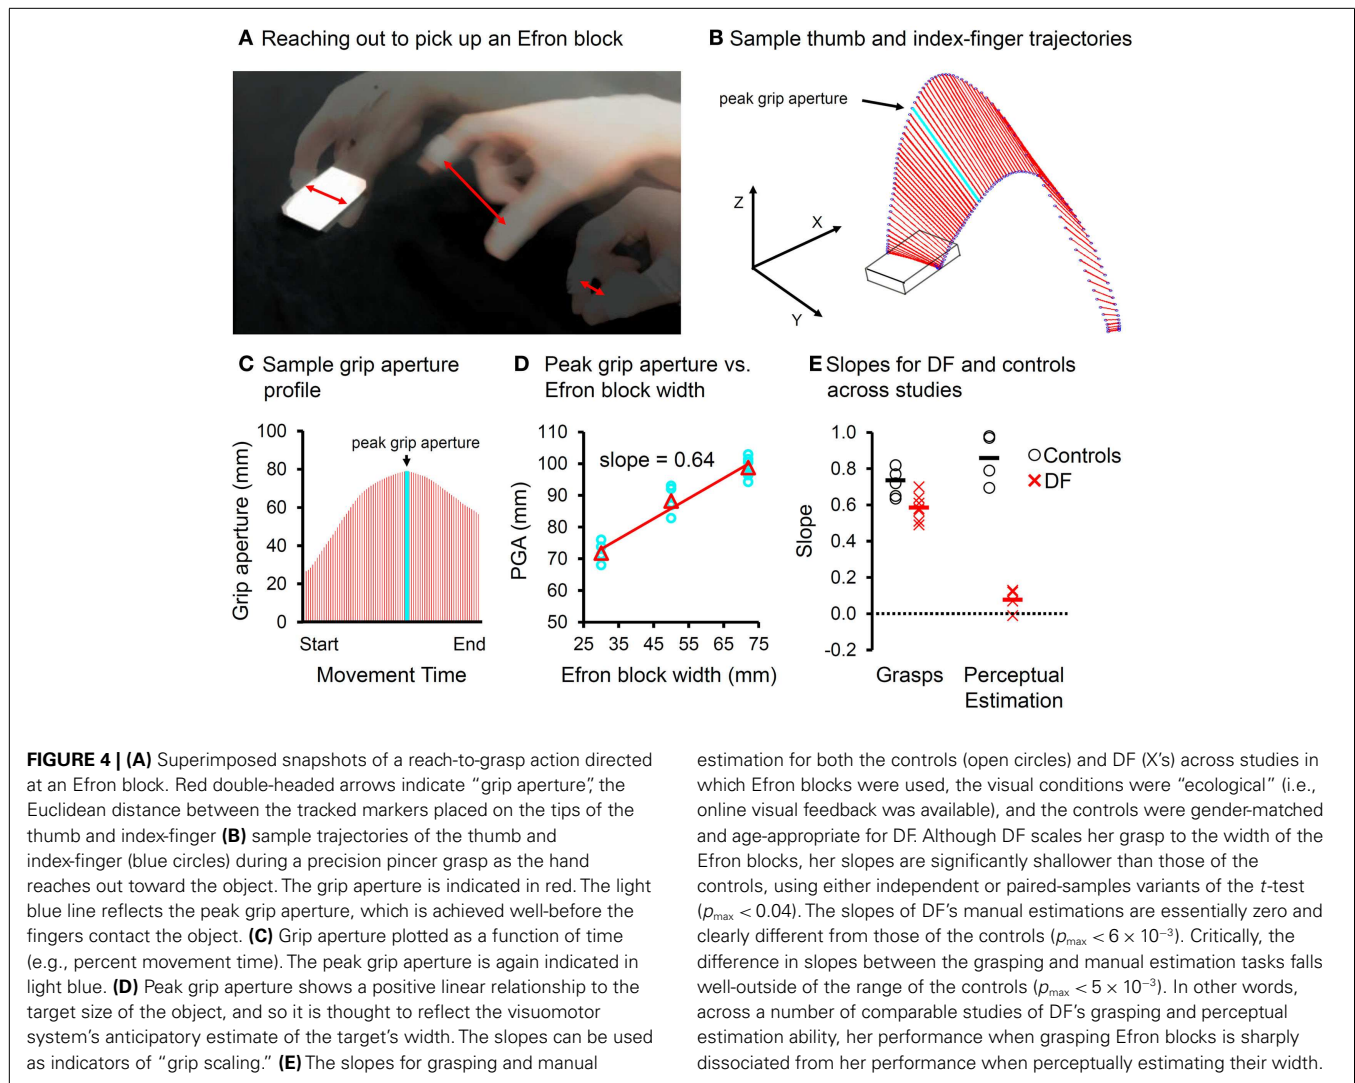 A Reaching out to pick up an Efron block
B Sample thumb and index-finger trajectories
peak grip aperture
Z
X
Y
C Sample grip aperture
profile
Grip aperture (mm)
100
80
60
40
20
0
peak grip aperture
Start
End
Movement Time
D Peak grip aperture vs.
Efron block width
PGA (mm)
110
100
90
80
70
60
50
slope = 0.64
25 35 45 55 65 75
Efron block width (mm)
E Slopes for DF and controls
across studies
Slope
1.0
0.8
0.6
0.4
0.2
0.0
-0.2
Controls
DF
Grasps
Perceptual
Estimation
FIGURE 4 | (A) Superimposed snapshots of a reach-to-grasp action directed
at an Efron block. Red double-headed arrows indicate “grip aperture”, the
Euclidean distance between the tracked markers placed on the tips of the
thumb and index-finger (B) sample trajectories of the thumb and
index-finger (blue circles) during a precision pincer grasp as the hand
reaches out toward the object. The grip aperture is indicated in red. The light
blue line reflects the peak grip aperture, which is achieved well-before the
fingers contact the object. (C) Grip aperture plotted as a function of time
(e.g., percent movement time). The peak grip aperture is again indicated in
light blue. (D) Peak grip aperture shows a positive linear relationship to the
target size of the object, and so it is thought to reflect the visuomotor
system’s anticipatory estimate of the target’s width. The slopes can be used
as indicators of “grip scaling.” (E) The slopes for grasping and manual
estimation for both the controls (open circles) and DF (X’s) across studies in
which Efron blocks were used, the visual conditions were “ecological” (i.e.,
online visual feedback was available), and the controls were gender-matched
and age-appropriate for DF. Although DF scales her grasp to the width of the
Efron blocks, her slopes are significantly shallower than those of the
controls, using either independent or paired-samples variants of the t-test
(pmax < 0.04). The slopes of DF’s manual estimations are essentially zero and
clearly different from those of the controls (pmax < 6 × 10⁻³). Critically, the
difference in slopes between the grasping and manual estimation tasks falls
well-outside of the range of the controls (pmax < 5 × 10⁻³). In other words,
across a number of comparable studies of DF’s grasping and perceptual
estimation ability, her performance when grasping Efron blocks is sharply
dissociated from her performance when perceptually estimating their width.